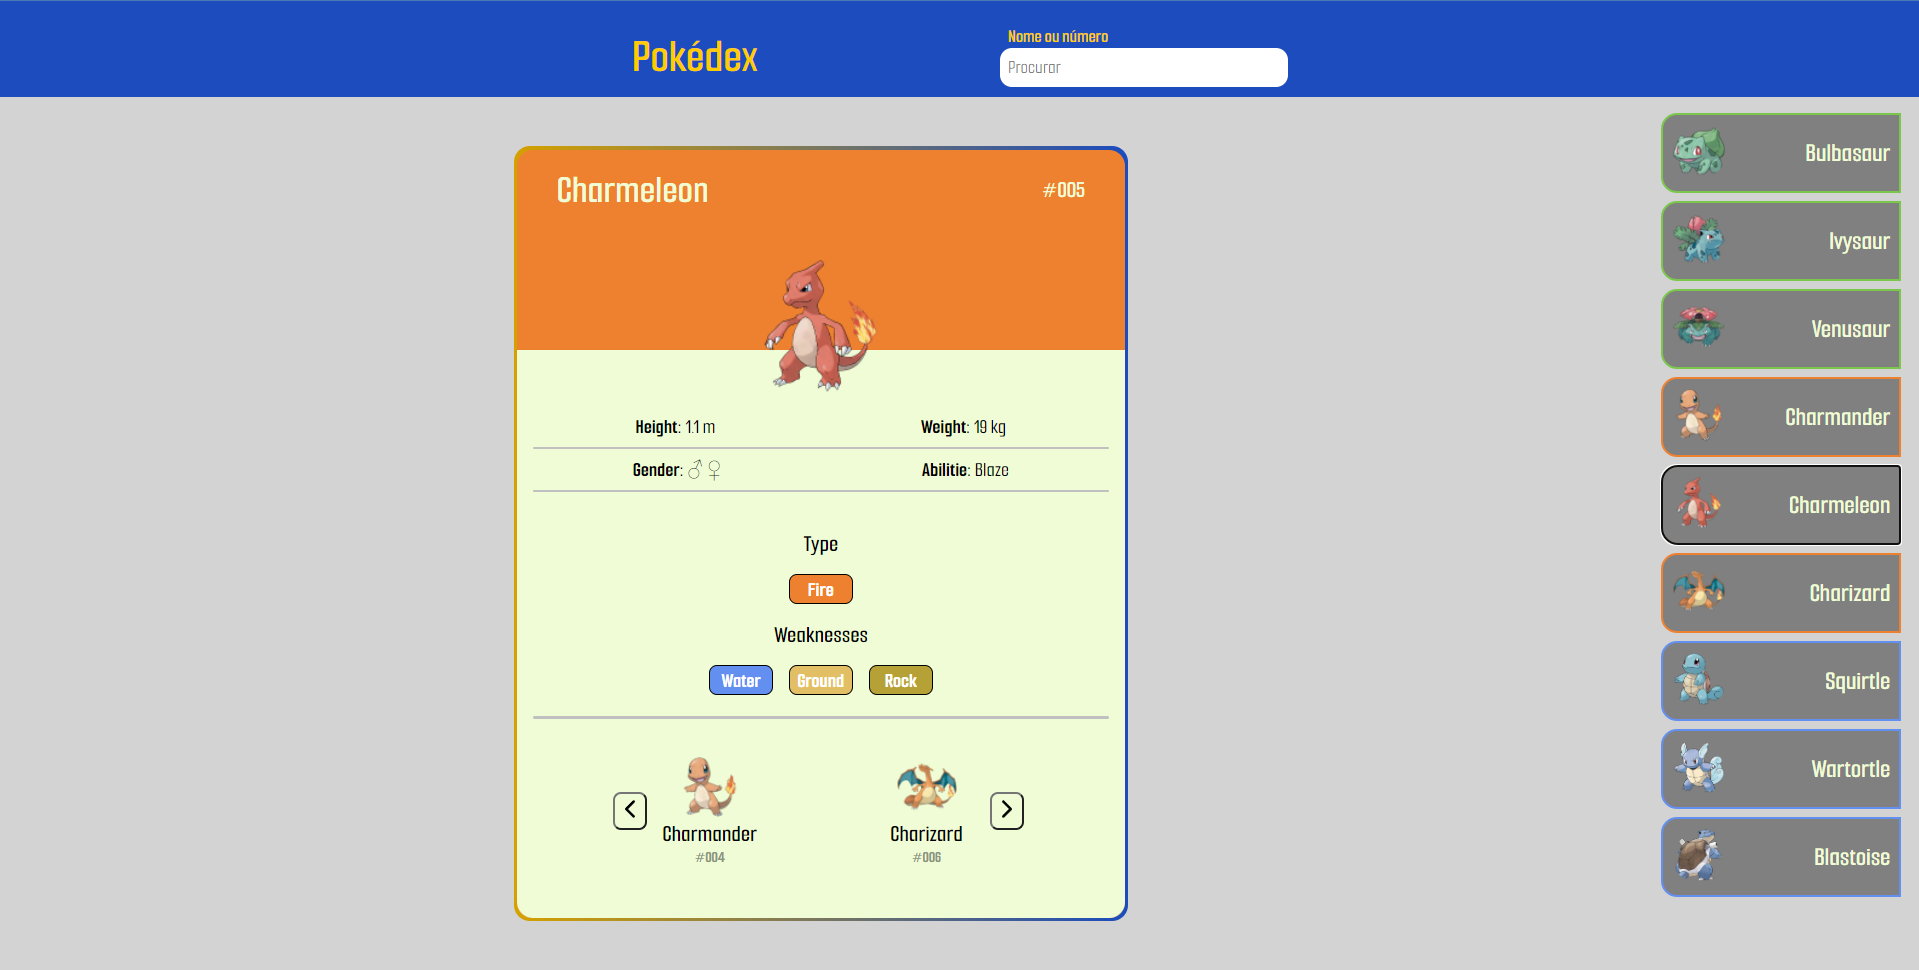 Pokédex
Nome ou número
Procurar
Charmeleon #005
Height: 1.1 m Weight: 19 kg
Gender: ♂ ♀ Abilitie: Blaze
Type
Fire
Weaknesses
Water Ground Rock
Charmander Charizard
#004 #006
Bulbasaur
Ivysaur
Venusaur
Charmander
Charmeleon
Charizard
Squirtle
Wartortle
Blastoise